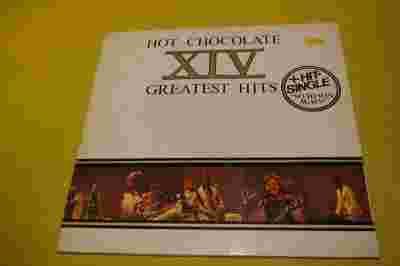 HOT CHOCOLATE
XIV
GREATEST HITS
+ HIT-
SINGLE